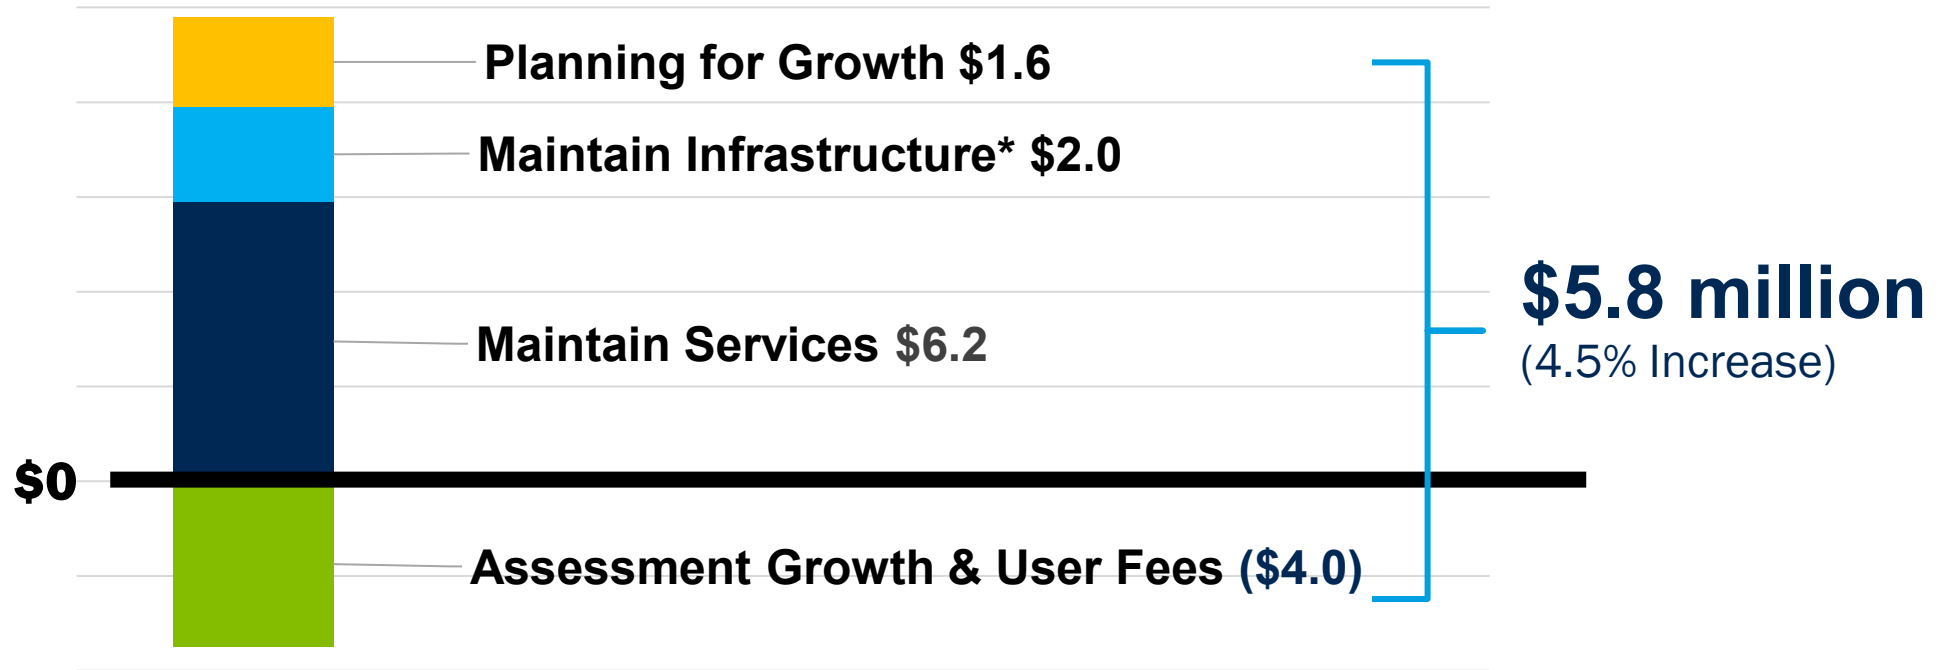 Planning for Growth $1.6
Maintain Infrastructure* $2.0
Maintain Services $6.2
$5.8 million
(4.5% Increase)
$0
Assessment Growth & User Fees ($4.0)